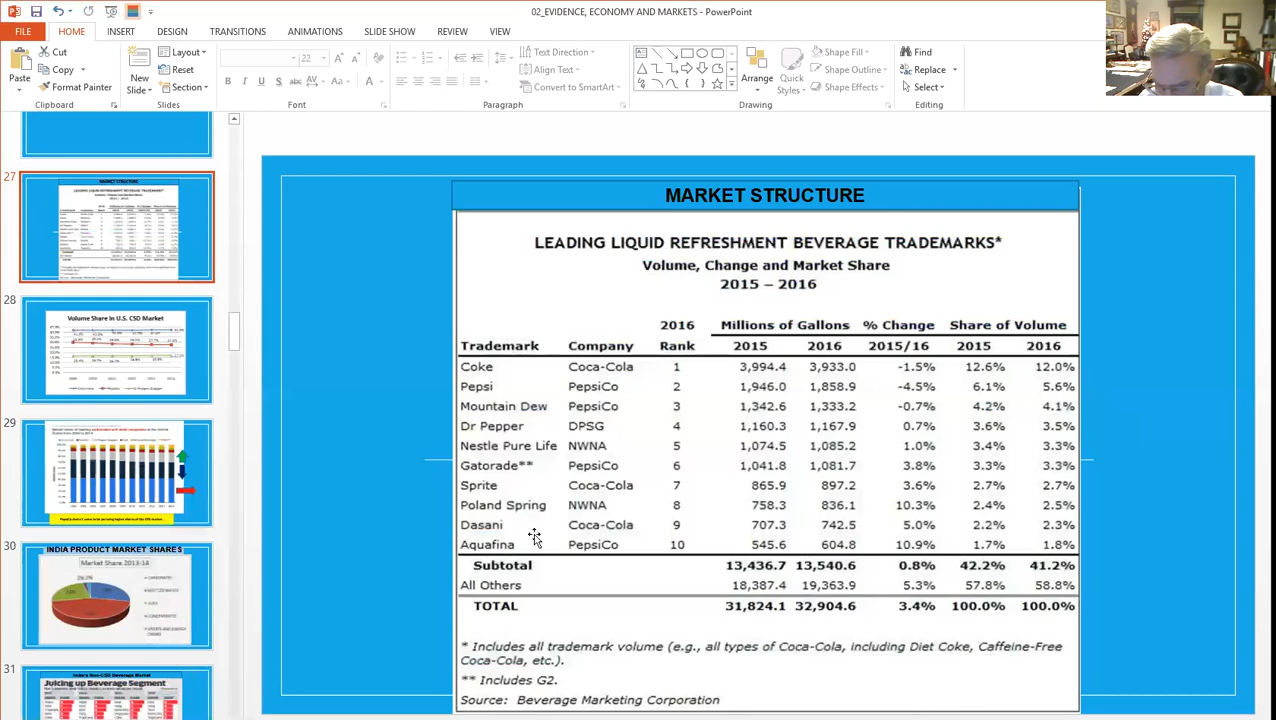 02_EVIDENCE, ECONOMY AND MARKETS - PowerPoint
FILE HOME INSERT DESIGN TRANSITIONS ANIMATIONS SLIDE SHOW REVIEW VIEW
Paste
Cut
Copy
Format Painter
Clipboard
New Slide
Layout
Reset
Section
Slides
22
Font
Text Direction
Align Text
Convert to SmartArt
Paragraph
Arrange
Quick Styles
Shape Fill
Shape Outline
Shape Effects
Drawing
Find
Replace
Select
Editing
27
MARKET STRUCTURE
28
Volume Share in U.S. CSD Market
29
30
INDIA PRODUCT MARKET SHARES
Market Share 2013-14
31
India's Non-CSD Beverage Market
Juicing up Beverage Segment
MARKET STRUCTURE
DING LIQUID REFRESHMENT BEVERAGE TRADEMARKS*
Volume, Change and Market Share
2015 – 2016
2016 % Change Share of Volume
Trademark Company Rank 2015 2016 2015/16 2015 2016
Coke Coca-Cola 1 3,994.4 3,933.0 -1.5% 12.6% 12.0%
Pepsi PepsiCo 2 1,946.0 1,858.9 -4.5% 6.1% 5.6%
Mountain Dew PepsiCo 3 1,342.6 1,333.2 -0.7% 4.2% 4.1%
Dr Pepper DPSG 4 1,160.3 1,167.9 0.7% 3.6% 3.5%
Nestle Pure Life NWNA 5 1,074.5 1,085.2 1.0% 3.4% 3.3%
Gatorade** PepsiCo 6 1,041.8 1,081.7 3.8% 3.3% 3.3%
Sprite Coca-Cola 7 865.9 897.2 3.6% 2.7% 2.7%
Poland Spring NWNA 8 758.3 836.1 10.3% 2.4% 2.5%
Dasani Coca-Cola 9 707.3 742.5 5.0% 2.2% 2.3%
Aquafina PepsiCo 10 545.6 604.8 10.9% 1.7% 1.8%
Subtotal 13,436.7 13,540.6 0.8% 42.2% 41.2%
All Others 18,387.4 19,363.9 5.3% 57.8% 58.8%
TOTAL 31,824.1 32,904.6 3.4% 100.0% 100.0%
* Includes all trademark volume (e.g., all types of Coca-Cola, including Diet Coke, Caffeine-Free
Coca-Cola, etc.).
** Includes G2.
Source: Beverage Marketing Corporation